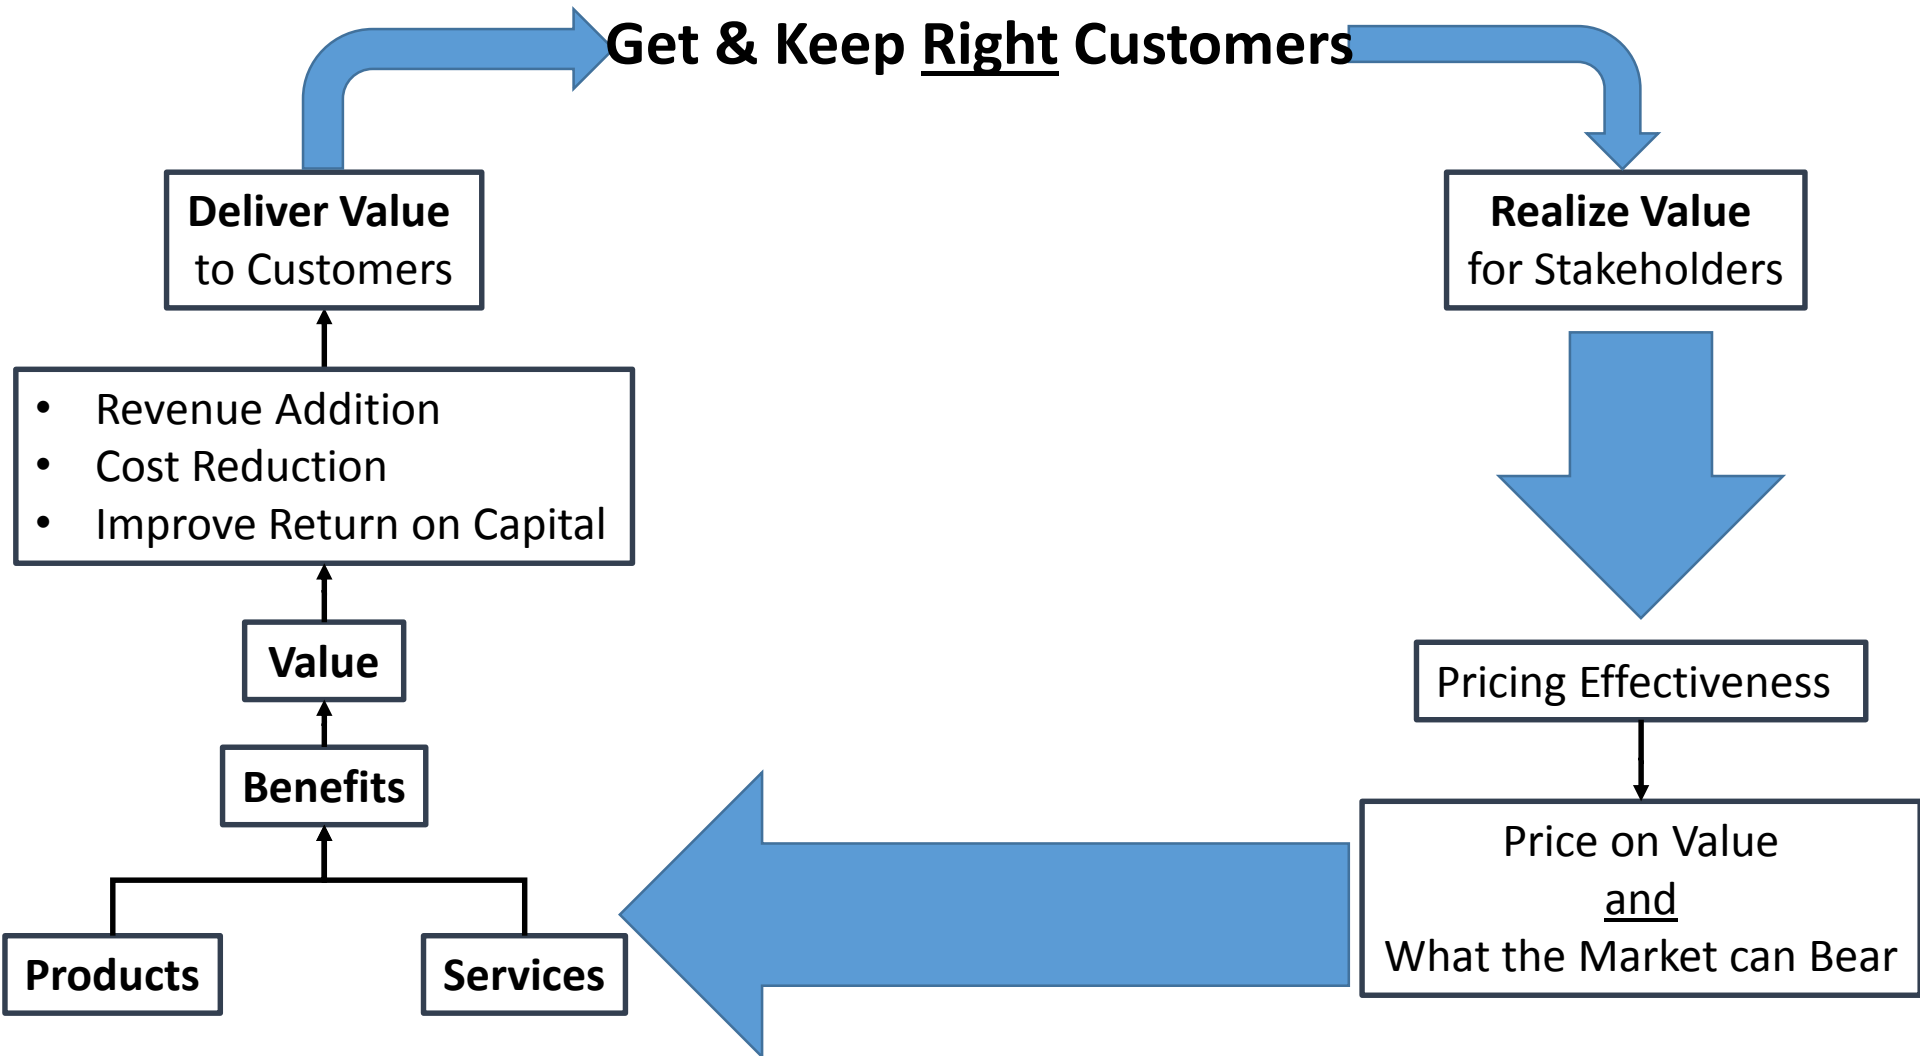 Get & Keep Right Customers
Deliver Value
to Customers
• Revenue Addition
• Cost Reduction
• Improve Return on Capital
Value
Benefits
Products
Services
Realize Value
for Stakeholders
Pricing Effectiveness
Price on Value
and
What the Market can Bear